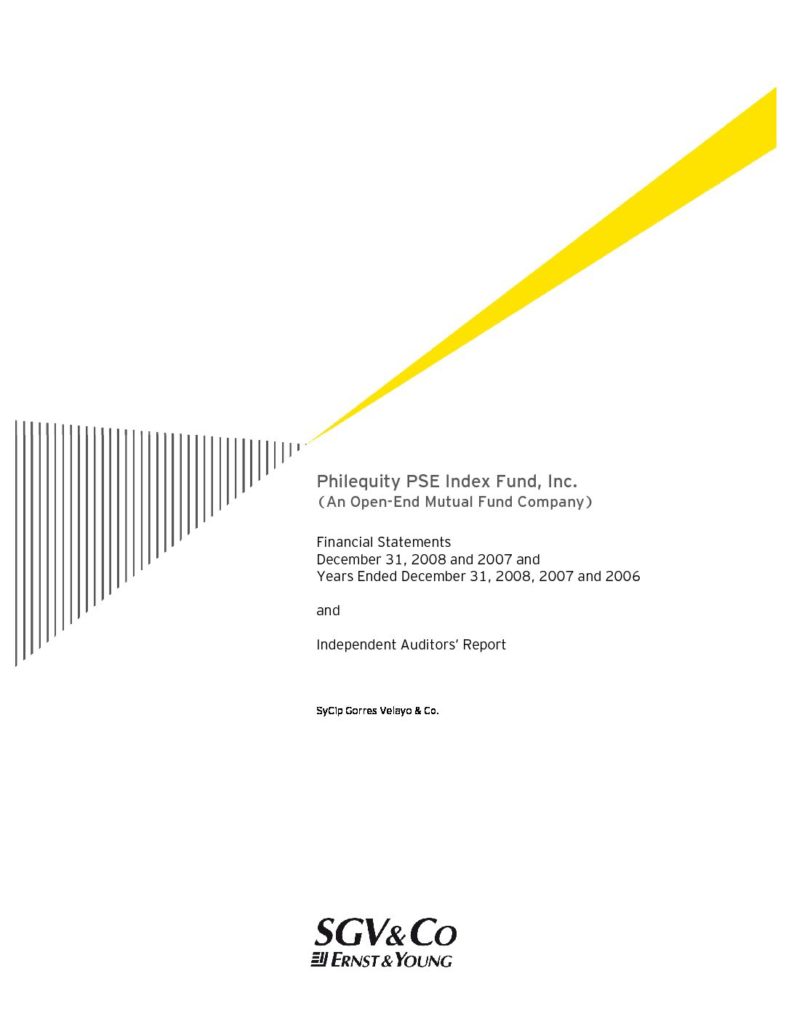 Philequity PSE Index Fund, Inc.
(An Open-End Mutual Fund Company)
Financial Statements
December 31, 2008 and 2007 and
Years Ended December 31, 2008, 2007 and 2006
and
Independent Auditors’ Report
SyCip Gorres Velayo & Co.
SGV & Co
ERNST & YOUNG